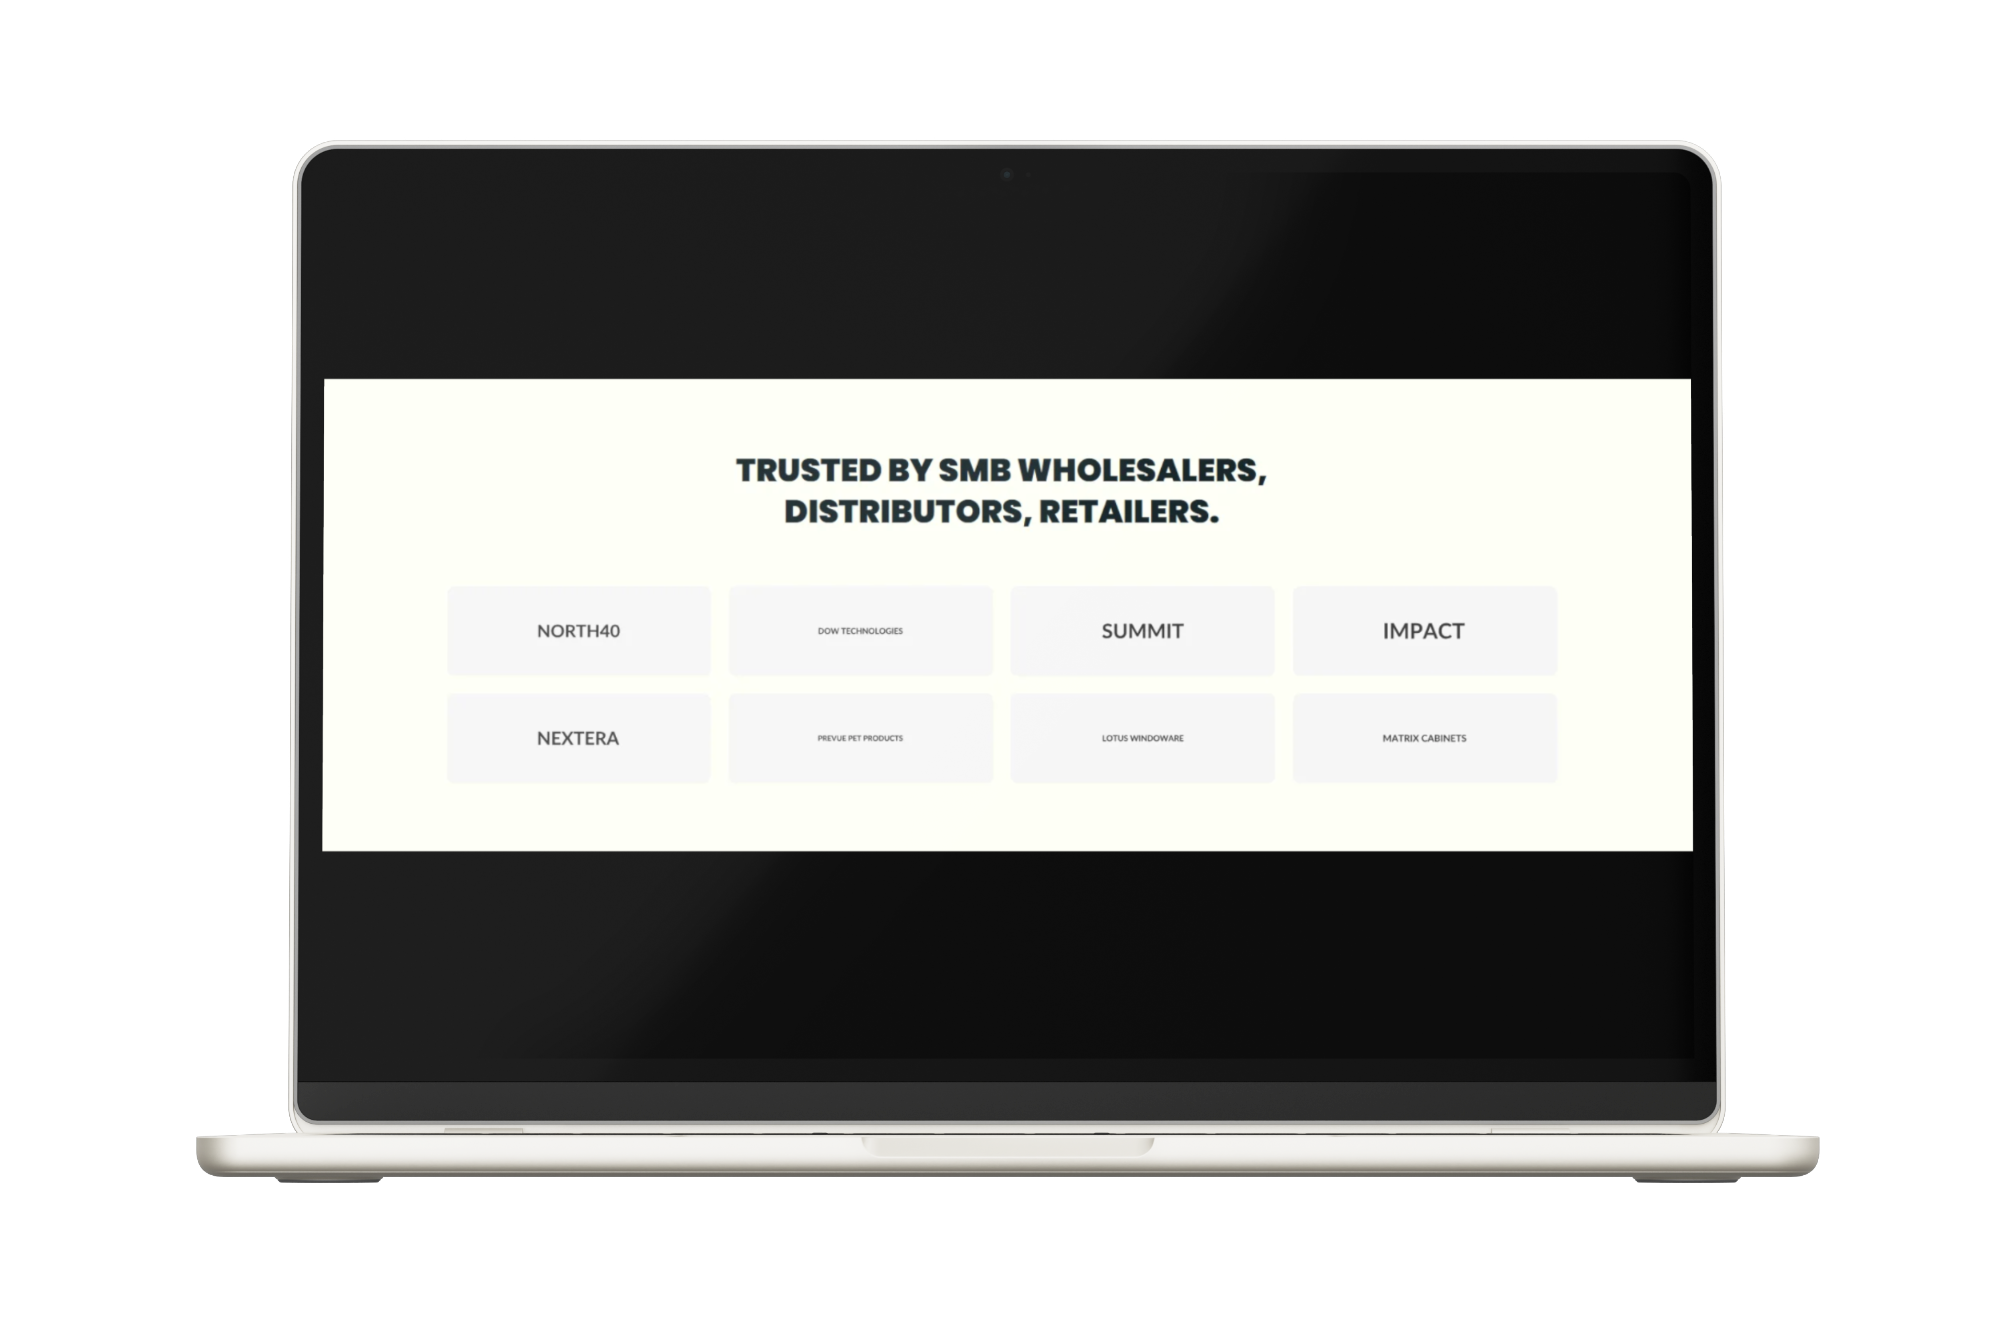 TRUSTED BY SMB WHOLESALERS,
DISTRIBUTORS, RETAILERS.
NORTH40
DOW TECHNOLOGIES
SUMMIT
IMPACT
NEXTERA
PREVUE PET PRODUCTS
LOTUS WINDOWARE
MATRIX CABINETS